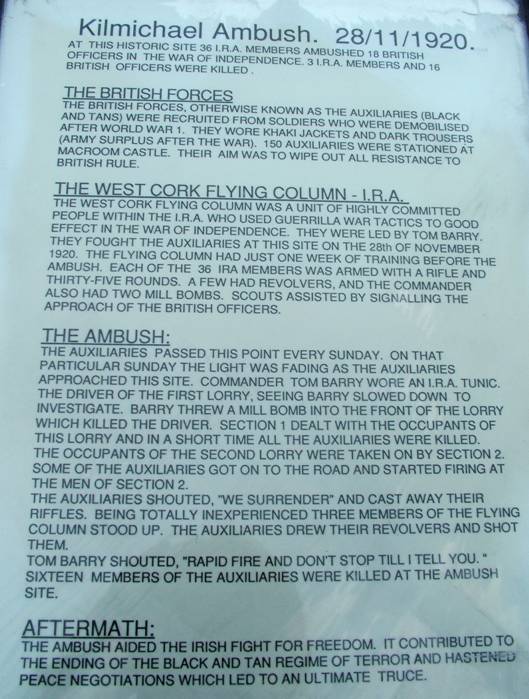 Kilmichael Ambush. 28/11/1920.
AT THIS HISTORIC SITE 36 I.R.A. MEMBERS AMBUSHED 18 BRITISH
OFFICERS IN THE WAR OF INDEPENDENCE. 3 I.R.A. MEMBERS AND 16
BRITISH OFFICERS WERE KILLED .
THE BRITISH FORCES
THE BRITISH FORCES, OTHERWISE KNOWN AS THE AUXILIARIES (BLACK
AND TANS) WERE RECRUITED FROM SOLDIERS WHO WERE DEMOBILISED
AFTER WORLD WAR 1. THEY WORE KHAKI JACKETS AND DARK TROUSERS
(ARMY SURPLUS AFTER THE WAR). 150 AUXILIARIES WERE STATIONED AT
MACROOM CASTLE. THEIR AIM WAS TO WIPE OUT ALL RESISTANCE TO
BRITISH RULE.
THE WEST CORK FLYING COLUMN - I.R.A.
THE WEST CORK FLYING COLUMN WAS A UNIT OF HIGHLY COMMITTED
PEOPLE WITHIN THE I.R.A. WHO USED GUERRILLA WAR TACTICS TO GOOD
EFFECT IN THE WAR OF INDEPENDENCE. THEY WERE LED BY TOM BARRY.
THEY FOUGHT THE AUXILIARIES AT THIS SITE ON THE 28th OF NOVEMBER
1920. THE FLYING COLUMN HAD JUST ONE WEEK OF TRAINING BEFORE THE
AMBUSH. EACH OF THE 36 IRA MEMBERS WAS ARMED WITH A RIFLE AND
THIRTY-FIVE ROUNDS. A FEW HAD REVOLVERS, AND THE COMMANDER
ALSO HAD TWO MILL BOMBS. SCOUTS ASSISTED BY SIGNALLING THE
APPROACH OF THE BRITISH OFFICERS.
THE AMBUSH:
THE AUXILIARIES PASSED THIS POINT EVERY SUNDAY. ON THAT
PARTICULAR SUNDAY THE LIGHT WAS FADING AS THE AUXILIARIES
APPROACHED THIS SITE. COMMANDER TOM BARRY WORE AN I.R.A. TUNIC.
THE DRIVER OF THE FIRST LORRY, SEEING BARRY SLOWED DOWN TO
INVESTIGATE. BARRY THREW A MILL BOMB INTO THE FRONT OF THE LORRY
WHICH KILLED THE DRIVER. SECTION 1 DEALT WITH THE OCCUPANTS OF
THIS LORRY AND IN A SHORT TIME ALL THE AUXILIARIES WERE KILLED.
THE OCCUPANTS OF THE SECOND LORRY WERE TAKEN ON BY SECTION 2.
SOME OF THE AUXILIARIES GOT ON TO THE ROAD AND STARTED FIRING AT
THE MEN OF SECTION 2.
THE AUXILIARIES SHOUTED, "WE SURRENDER" AND CAST AWAY THEIR
RIFFLES. BEING TOTALLY INEXPERIENCED THREE MEMBERS OF THE FLYING
COLUMN STOOD UP. THE AUXILIARIES DREW THEIR REVOLVERS AND SHOT
THEM.
TOM BARRY SHOUTED, "RAPID FIRE AND DON'T STOP TILL I TELL YOU. "
SIXTEEN MEMBERS OF THE AUXILIARIES WERE KILLED AT THE AMBUSH
SITE.
AFTERMATH:
THE AMBUSH AIDED THE IRISH FIGHT FOR FREEDOM. IT CONTRIBUTED TO
THE ENDING OF THE BLACK AND TAN REGIME OF TERROR AND HASTENED
PEACE NEGOTIATIONS WHICH LED TO AN ULTIMATE TRUCE.